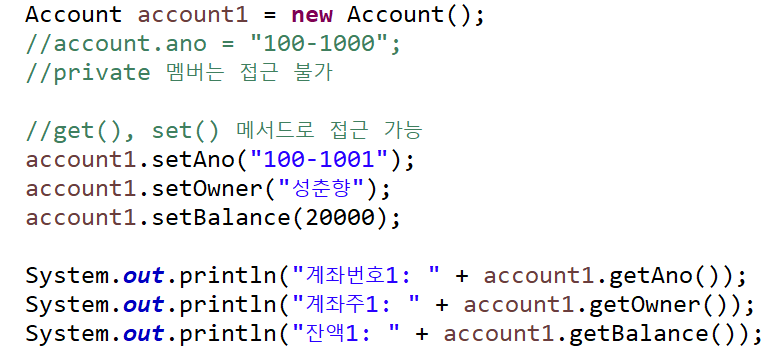 Account account1 = new Account();
//account.ano = "100-1000";
//private 멤버는 접근 불가
//get(), set() 메서드로 접근 가능
account1.setAno("100-1001");
account1.setOwner("성춘향");
account1.setBalance(20000);
System.out.println("계좌번호1: " + account1.getAno());
System.out.println("계좌주1: " + account1.getOwner());
System.out.println("잔액1: " + account1.getBalance());